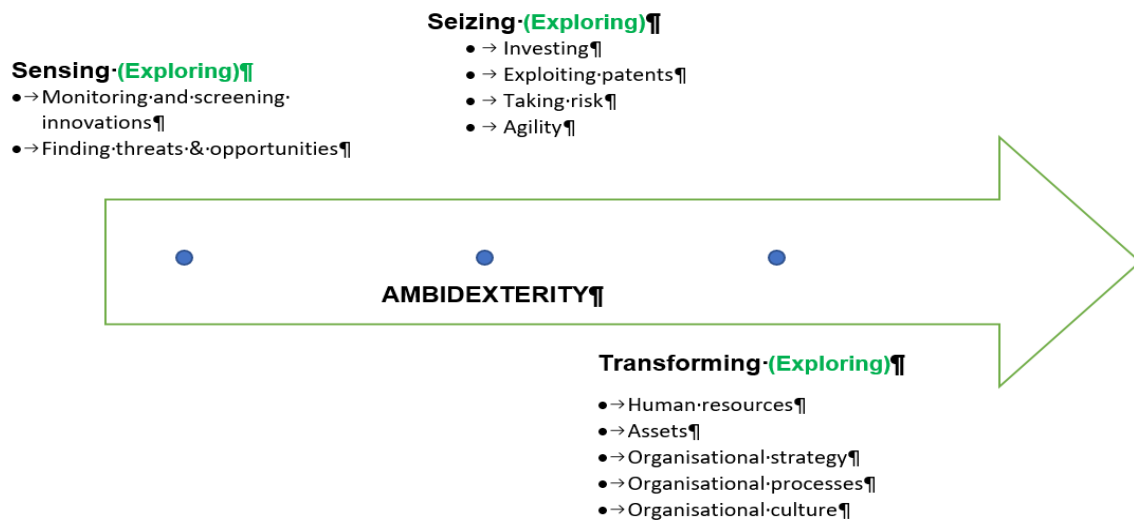 Seizing·(Exploring)¶
●→Investing¶
●→Exploiting·patents¶
●→Taking·risk¶
●→Agility¶
Sensing·(Exploring)¶
●→Monitoring·and·screening·
innovations¶
●→Finding·threats·&·opportunities¶
AMBIDEXTERITY¶
Transforming·(Exploring)¶
●→Human·resources¶
●→Assets¶
●→Organisational·strategy¶
●→Organisational·processes¶
●→Organisational·culture¶